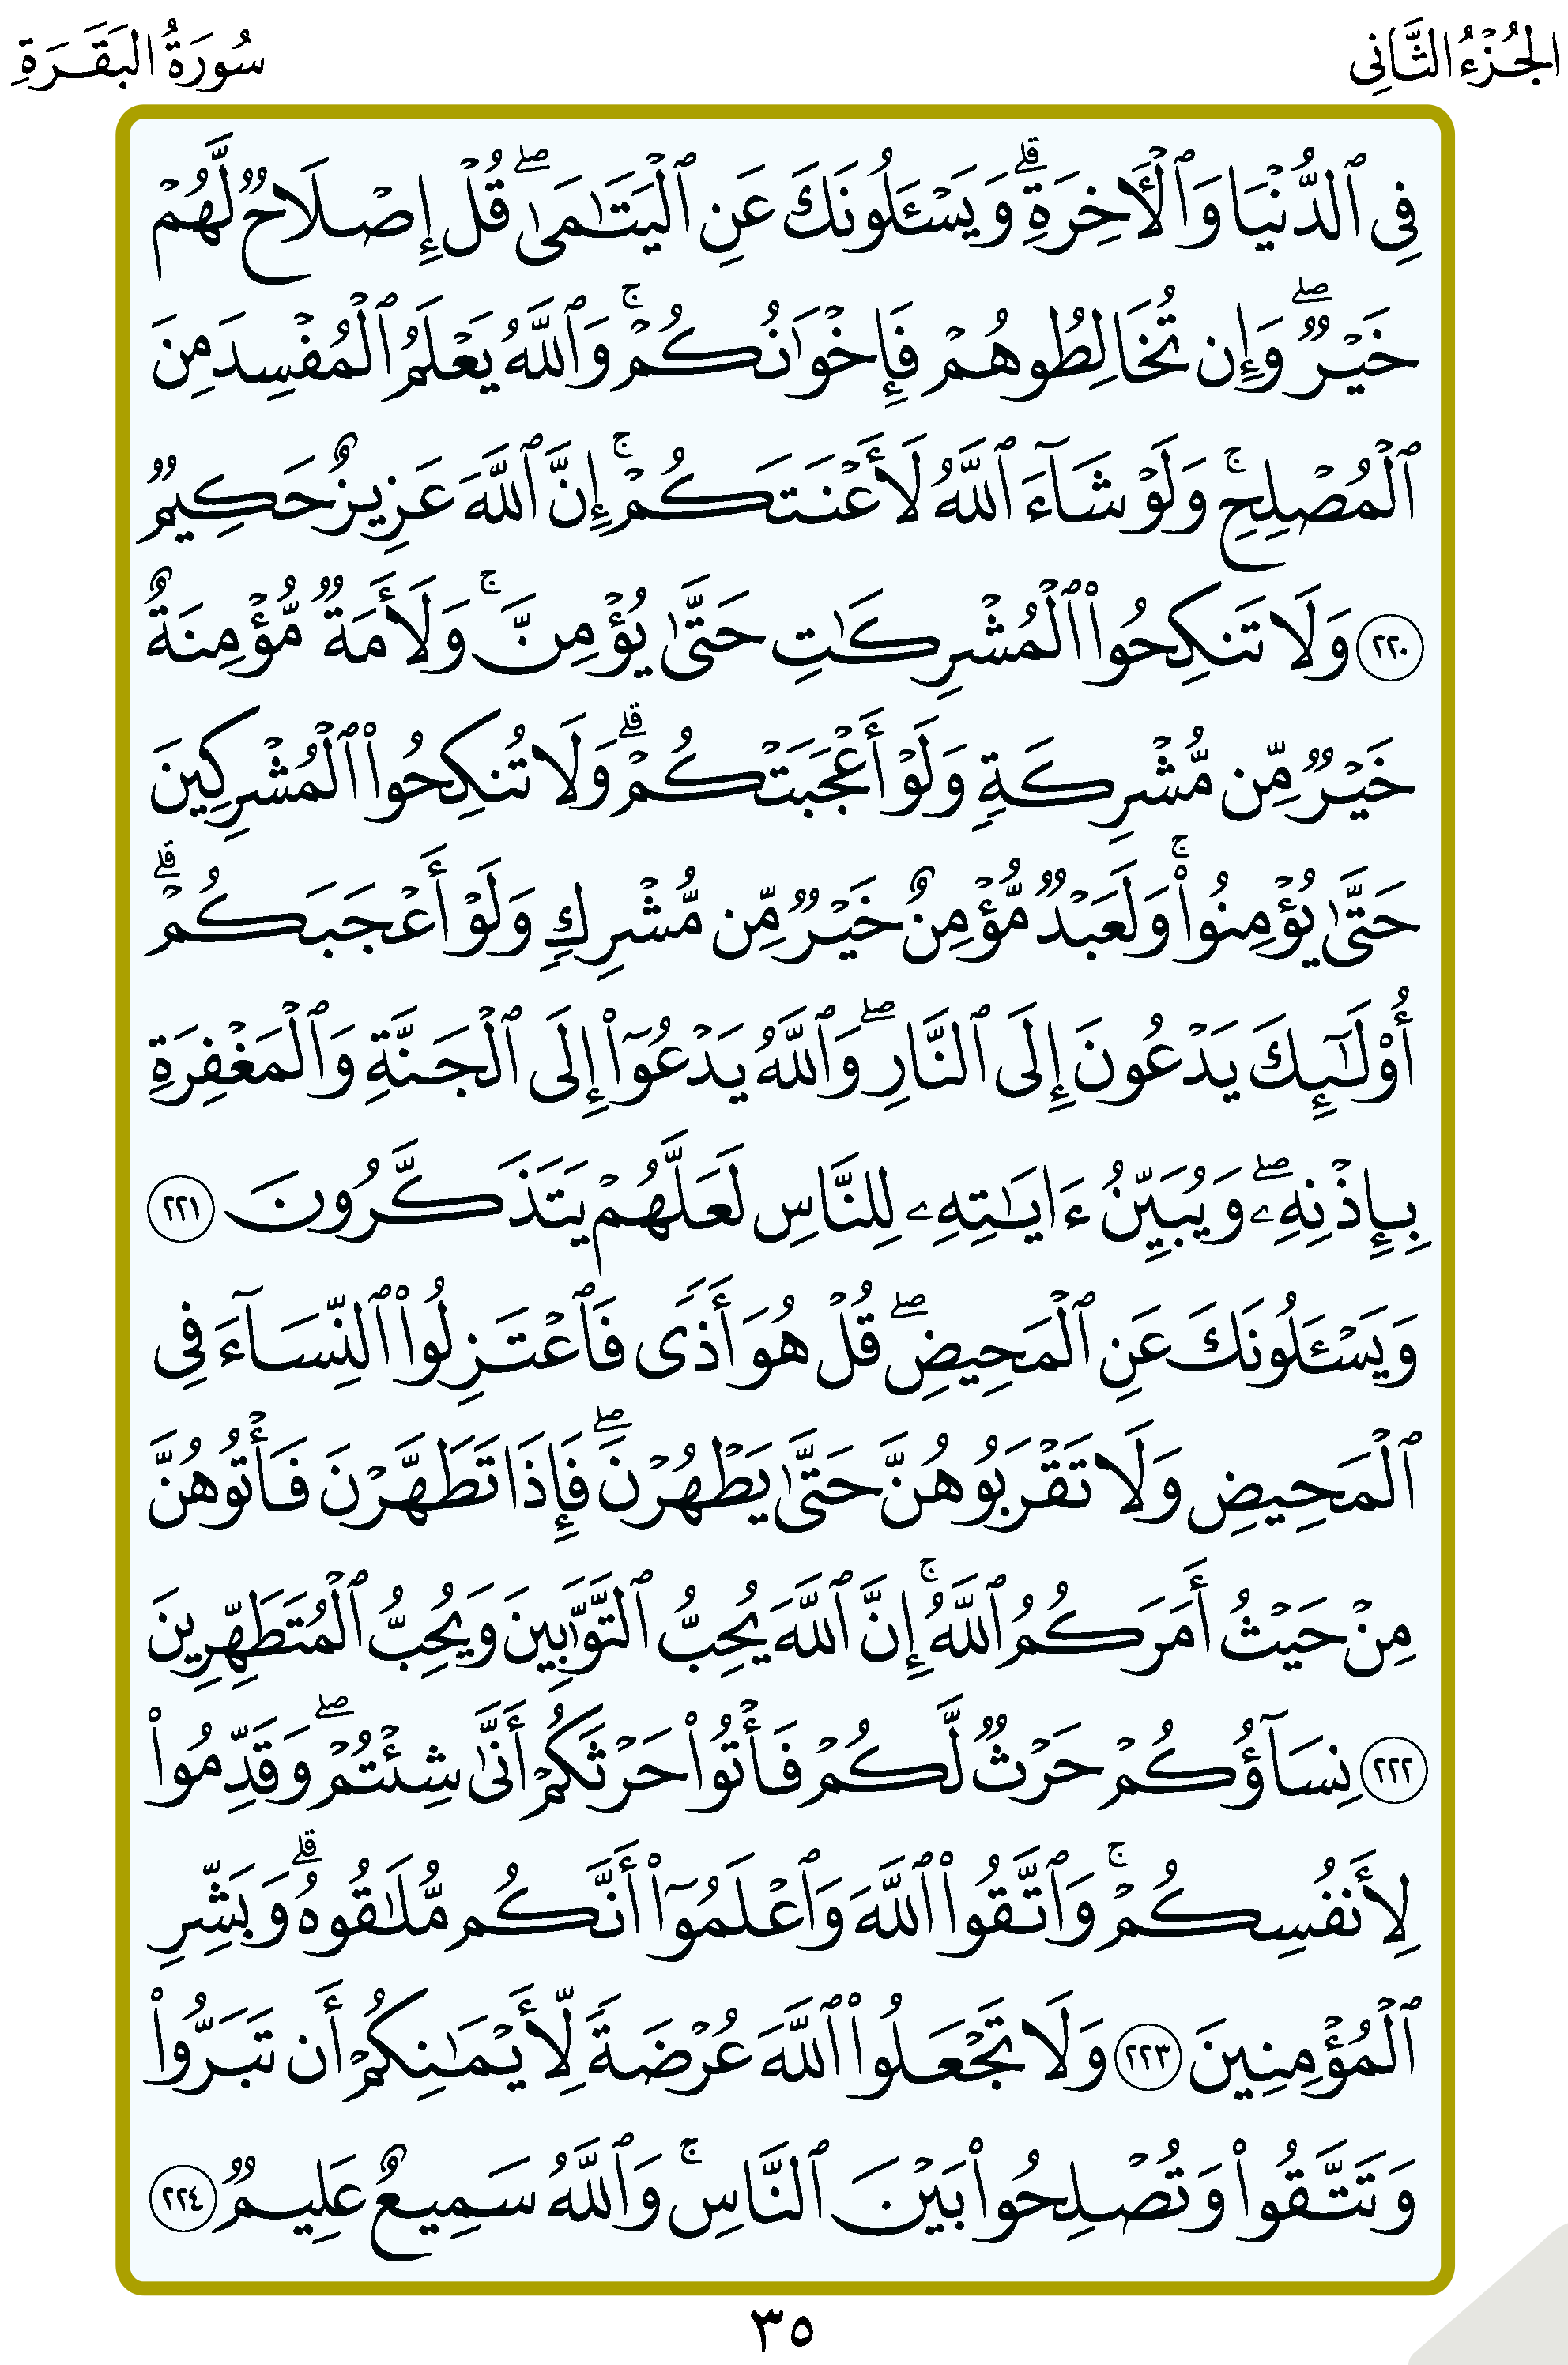 الجُزْءُ الثَّانِي
سُورَةُ البَقَرَةِ
فِي ٱلدُّنۡيَا وَٱلۡأٓخِرَةِۗ وَيَسۡـَٔلُونَكَ عَنِ ٱلۡيَتَٰمَىٰۖ قُلۡ إِصۡلَاحٞ لَّهُمۡ
خَيۡرٞۖ وَإِن تُخَالِطُوهُمۡ فَإِخۡوَٰنُكُمۡۚ وَٱللَّهُ يَعۡلَمُ ٱلۡمُفۡسِدَ مِنَ
ٱلۡمُصۡلِحِۚ وَلَوۡ شَآءَ ٱللَّهُ لَأَعۡنَتَكُمۡۚ إِنَّ ٱللَّهَ عَزِيزٌ حَكِيمٞ
٢٢٠ وَلَا تَنكِحُواْ ٱلۡمُشۡرِكَٰتِ حَتَّىٰ يُؤۡمِنَّۚ وَلَأَمَةٞ مُّؤۡمِنَةٌ
خَيۡرٞ مِّن مُّشۡرِكَةٖ وَلَوۡ أَعۡجَبَتۡكُمۡۗ وَلَا تُنكِحُواْ ٱلۡمُشۡرِكِينَ
حَتَّىٰ يُؤۡمِنُواْۚ وَلَعَبۡدٞ مُّؤۡمِنٌ خَيۡرٞ مِّن مُّشۡرِكٖ وَلَوۡ أَعۡجَبَكُمۡۗ
أُوْلَٰٓئِكَ يَدۡعُونَ إِلَى ٱلنَّارِۖ وَٱللَّهُ يَدۡعُوٓاْ إِلَى ٱلۡجَنَّةِ وَٱلۡمَغۡفِرَةِ
بِإِذۡنِهِۦۖ وَيُبَيِّنُ ءَايَٰتِهِۦ لِلنَّاسِ لَعَلَّهُمۡ يَتَذَكَّرُونَ ٢٢١
وَيَسۡـَٔلُونَكَ عَنِ ٱلۡمَحِيضِۖ قُلۡ هُوَ أَذٗى فَٱعۡتَزِلُواْ ٱلنِّسَآءَ فِي
ٱلۡمَحِيضِ وَلَا تَقۡرَبُوهُنَّ حَتَّىٰ يَطۡهُرۡنَۖ فَإِذَا تَطَهَّرۡنَ فَأۡتُوهُنَّ
مِنۡ حَيۡثُ أَمَرَكُمُ ٱللَّهُۚ إِنَّ ٱللَّهَ يُحِبُّ ٱلتَّوَّٰبِينَ وَيُحِبُّ ٱلۡمُتَطَهِّرِينَ
٢٢٢ نِسَآؤُكُمۡ حَرۡثٞ لَّكُمۡ فَأۡتُواْ حَرۡثَكُمۡ أَنَّىٰ شِئۡتُمۡۖ وَقَدِّمُواْ
لِأَنفُسِكُمۡۚ وَٱتَّقُواْ ٱللَّهَ وَٱعۡلَمُوٓاْ أَنَّكُم مُّلَٰقُوهُۗ وَبَشِّرِ
ٱلۡمُؤۡمِنِينَ ٢٢٣ وَلَا تَجۡعَلُواْ ٱللَّهَ عُرۡضَةٗ لِّأَيۡمَٰنِكُمۡ أَن تَبَرُّواْ
وَتَتَّقُواْ وَتُصۡلِحُواْ بَيۡنَ ٱلنَّاسِۚ وَٱللَّهُ سَمِيعٌ عَلِيمٞ ٢٢٤
٣٥